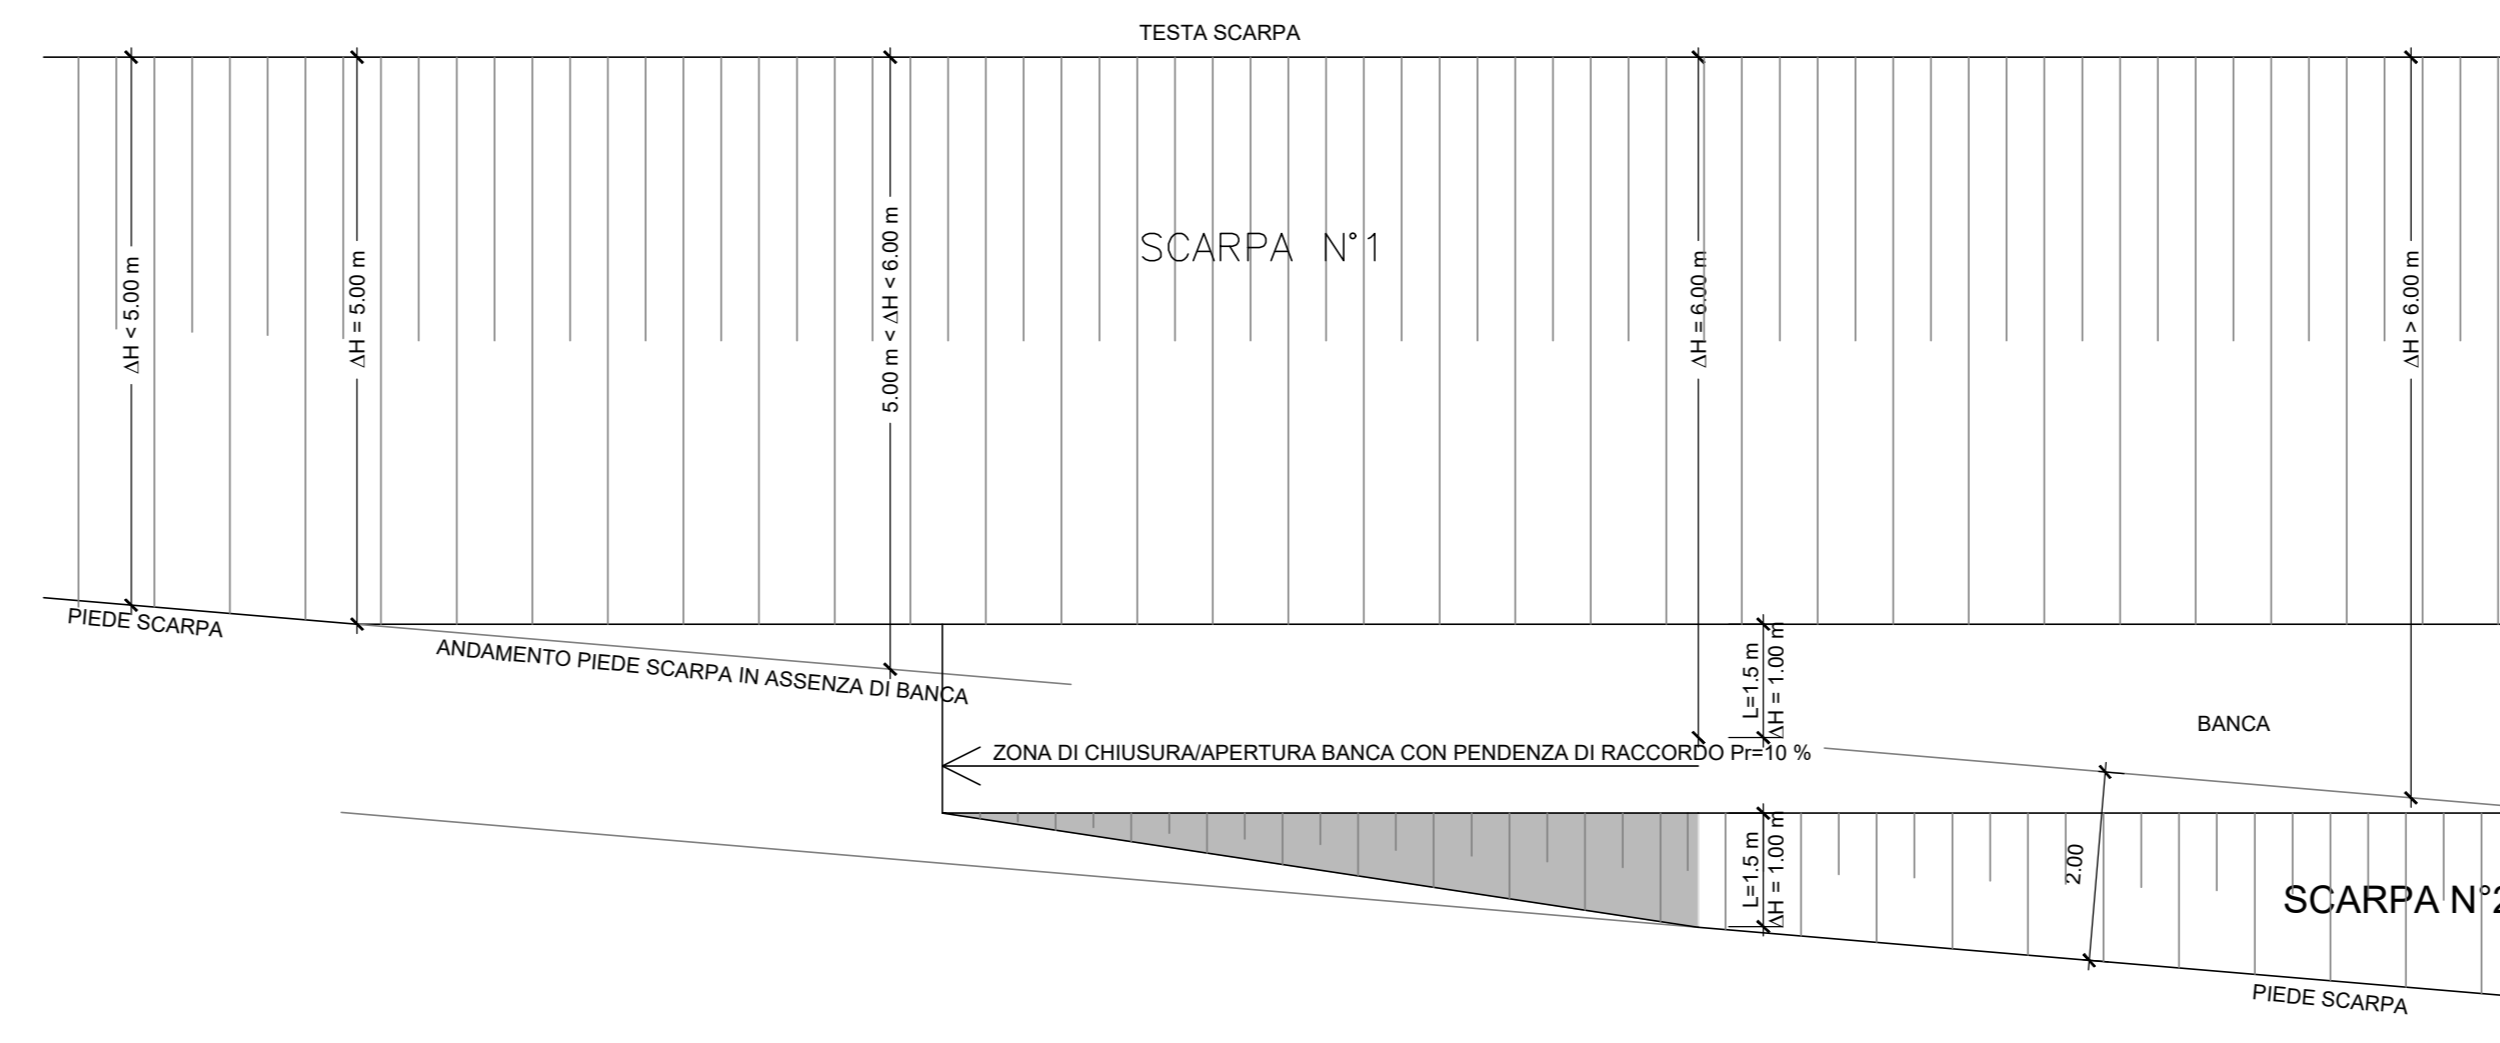 TESTA SCARPA
ΔH < 5.00 m
ΔH = 5.00 m
5.00 m < ΔH < 6.00 m
SCARPA N°1
ΔH = 6.00 m
ΔH > 6.00 m
PIEDE SCARPA
ANDAMENTO PIEDE SCARPA IN ASSENZA DI BANCA
L=1.5 m
ΔH = 1.00 m
BANCA
ZONA DI CHIUSURA/APERTURA BANCA CON PENDENZA DI RACCORDO Pr=10 %
L=1.5 m
ΔH = 1.00 m
2.00
SCARPA N°2
PIEDE SCARPA